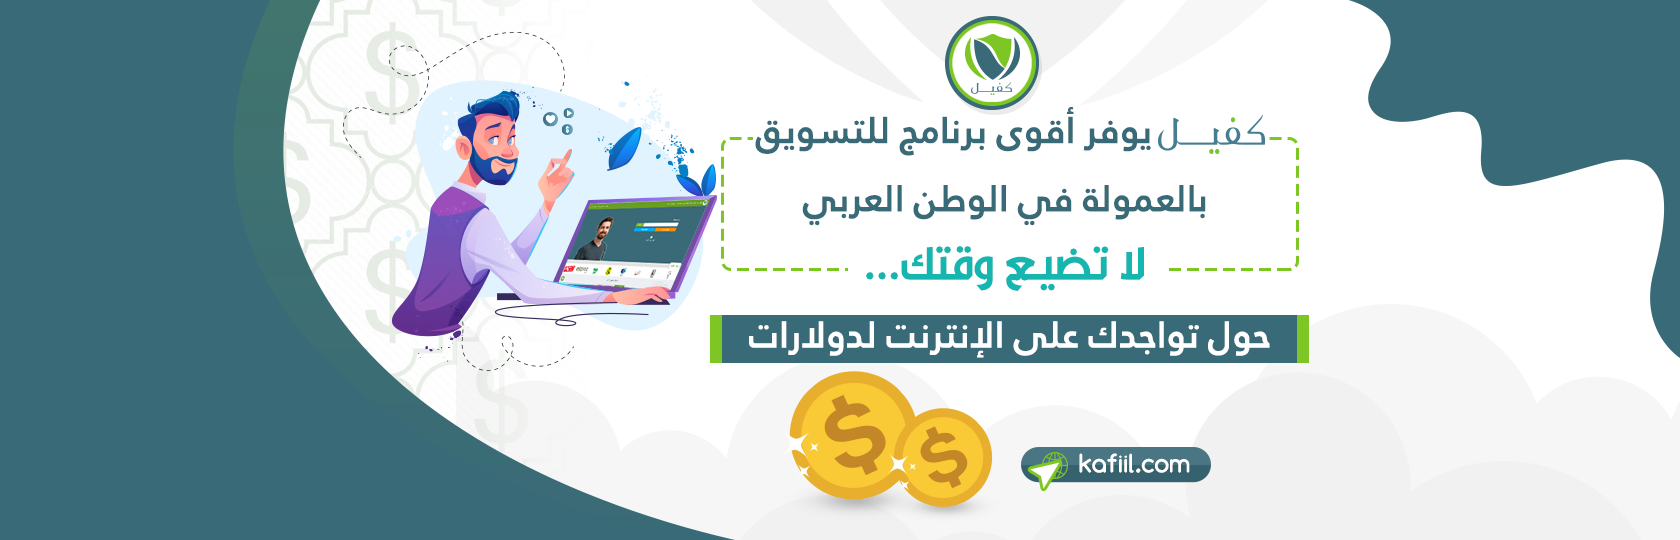 كفيل
كفيل يوفر أقوى برنامج للتسويق
بالعمولة في الوطن العربي
لا تضيع وقتك...
حول تواجدك على الإنترنت لدولارات
kafiil.com